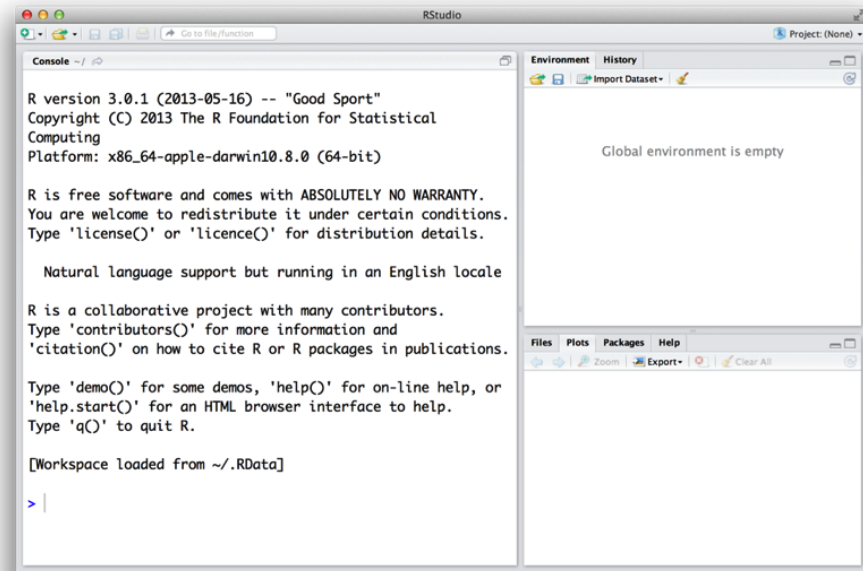 RStudio
Go to file/function
Project: (None)
Console ~/
R version 3.0.1 (2013-05-16) -- "Good Sport"
Copyright (C) 2013 The R Foundation for Statistical
Computing
Platform: x86_64-apple-darwin10.8.0 (64-bit)
R is free software and comes with ABSOLUTELY NO WARRANTY.
You are welcome to redistribute it under certain conditions.
Type 'license()' or 'licence()' for distribution details.
Natural language support but running in an English locale
R is a collaborative project with many contributors.
Type 'contributors()' for more information and
'citation()' on how to cite R or R packages in publications.
Type 'demo()' for some demos, 'help()' for on-line help, or
'help.start()' for an HTML browser interface to help.
Type 'q()' to quit R.
[Workspace loaded from ~/.RData]
>
Environment History
Import Dataset
Global environment is empty
Files Plots Packages Help
Zoom Export Clear All